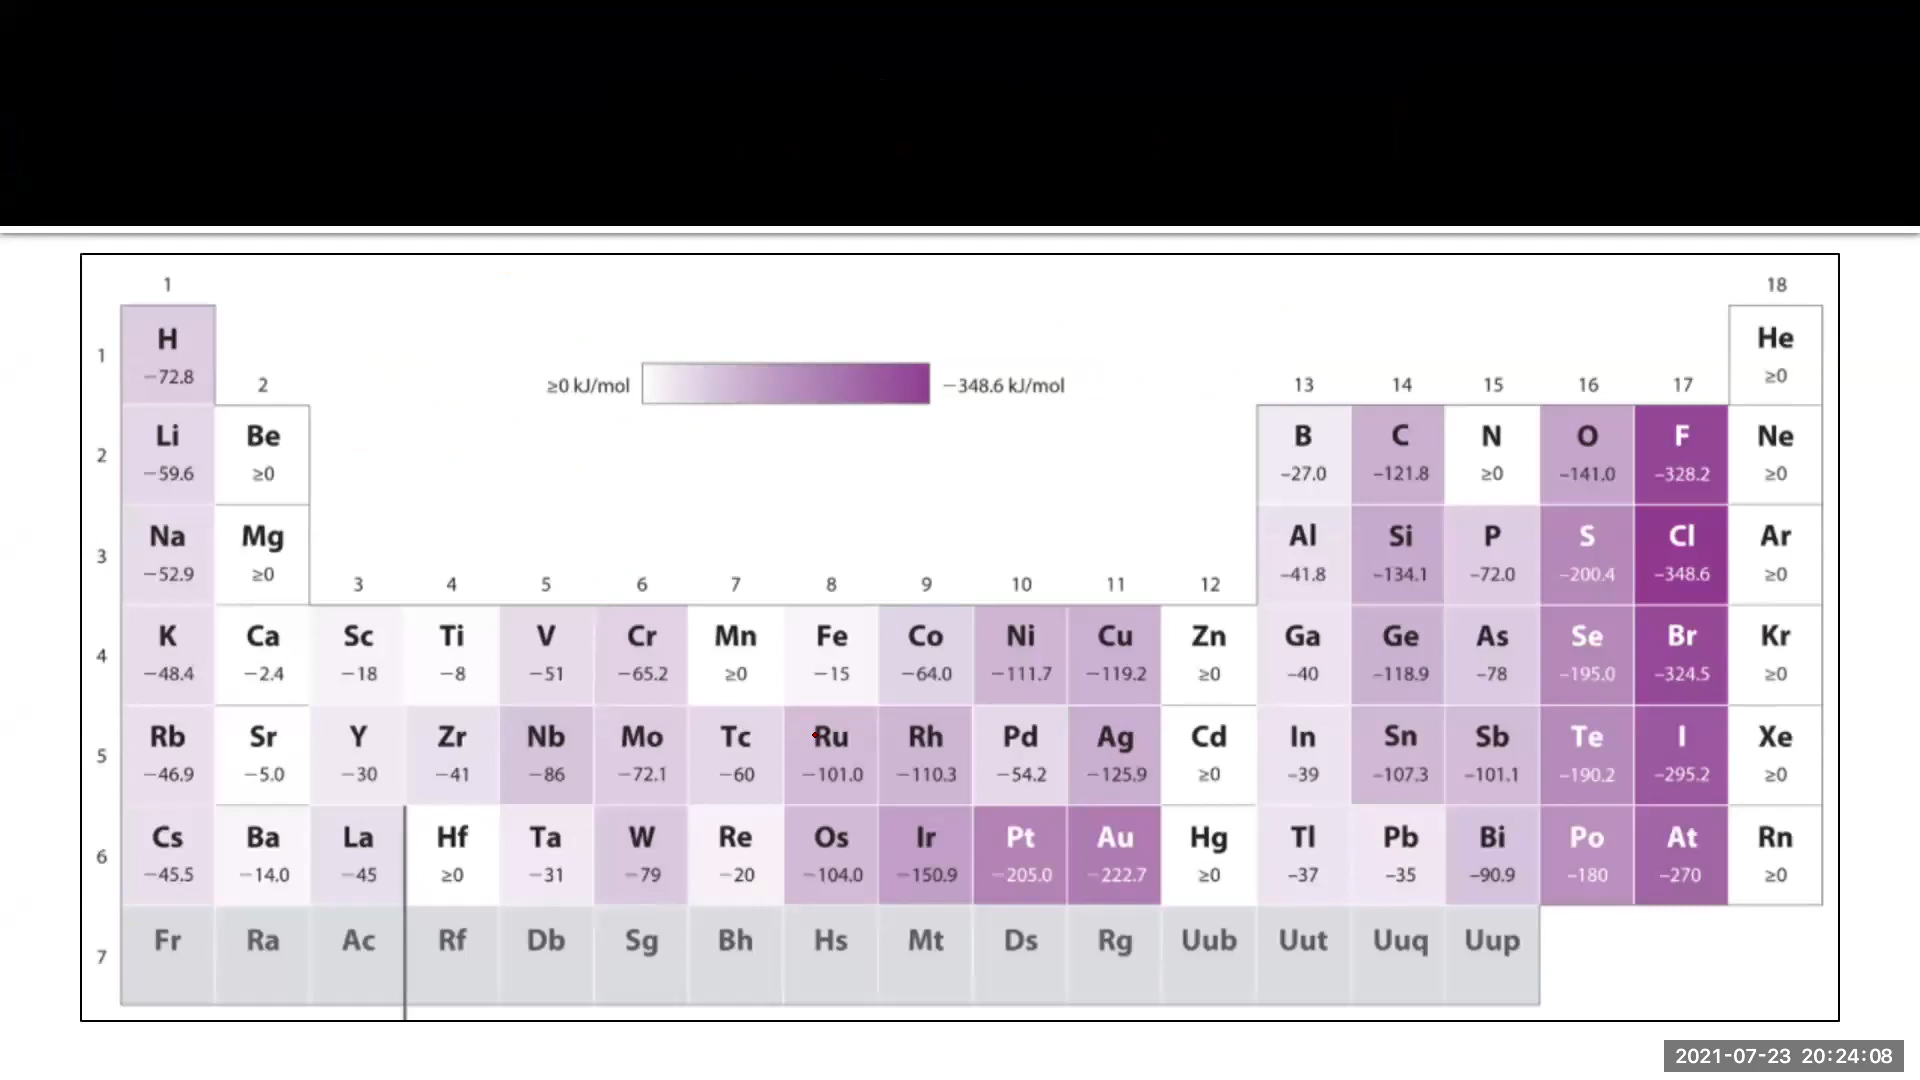 1 18
H He
1 −72.8 2 ≥0 kJ/mol −348.6 kJ/mol 13 14 15 16 17 ≥0
Li Be B C N O F Ne
2 −59.6 ≥0 −27.0 −121.8 ≥0 −141.0 −328.2 ≥0
Na Mg Al Si P S Cl Ar
3 −52.9 ≥0 3 4 5 6 7 8 9 10 11 12 −41.8 −134.1 −72.0 −200.4 −348.6 ≥0
K Ca Sc Ti V Cr Mn Fe Co Ni Cu Zn Ga Ge As Se Br Kr
4 −48.4 −2.4 −18 −8 −51 −65.2 ≥0 −15 −64.0 −111.7 −119.2 ≥0 −40 −118.9 −78 −195.0 −324.5 ≥0
Rb Sr Y Zr Nb Mo Tc Ru Rh Pd Ag Cd In Sn Sb Te I Xe
5 −46.9 −5.0 −30 −41 −86 −72.1 −60 −101.0 −110.3 −54.2 −125.9 ≥0 −39 −107.3 −101.1 −190.2 −295.2 ≥0
Cs Ba La Hf Ta W Re Os Ir Pt Au Hg Tl Pb Bi Po At Rn
6 −45.5 −14.0 −45 ≥0 −31 −79 −20 −104.0 −150.9 −205.0 −222.7 ≥0 −37 −35 −90.9 −180 −270 ≥0
7 Fr Ra Ac Rf Db Sg Bh Hs Mt Ds Rg Uub Uut Uuq Uup
2021-07-23 20:24:08